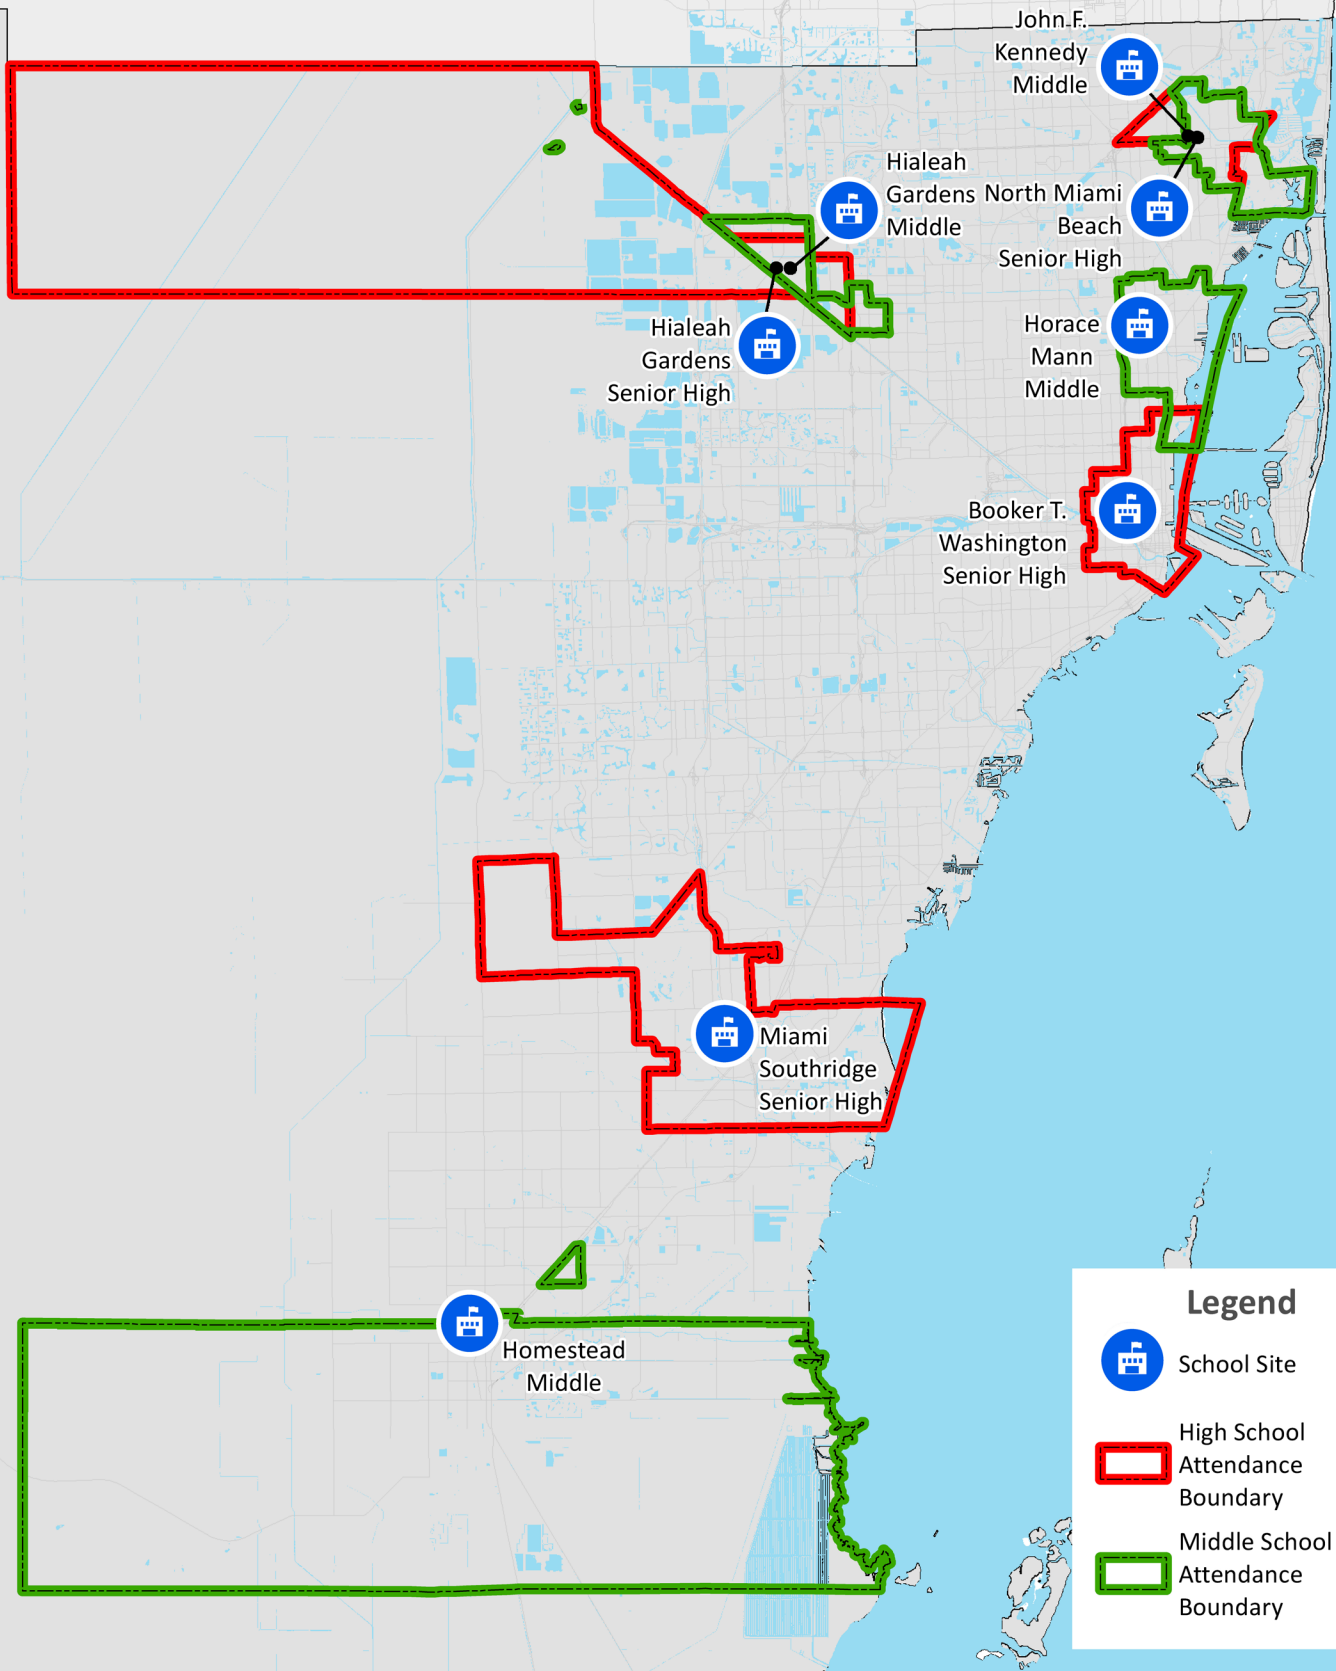 John F.
Kennedy
Middle
Hialeah
Gardens
Middle
North Miami
Beach
Senior High
Hialeah
Gardens
Senior High
Horace
Mann
Middle
Booker T.
Washington
Senior High
Miami
Southridge
Senior High
Homestead
Middle
Legend
School Site
High School
Attendance
Boundary
Middle School
Attendance
Boundary